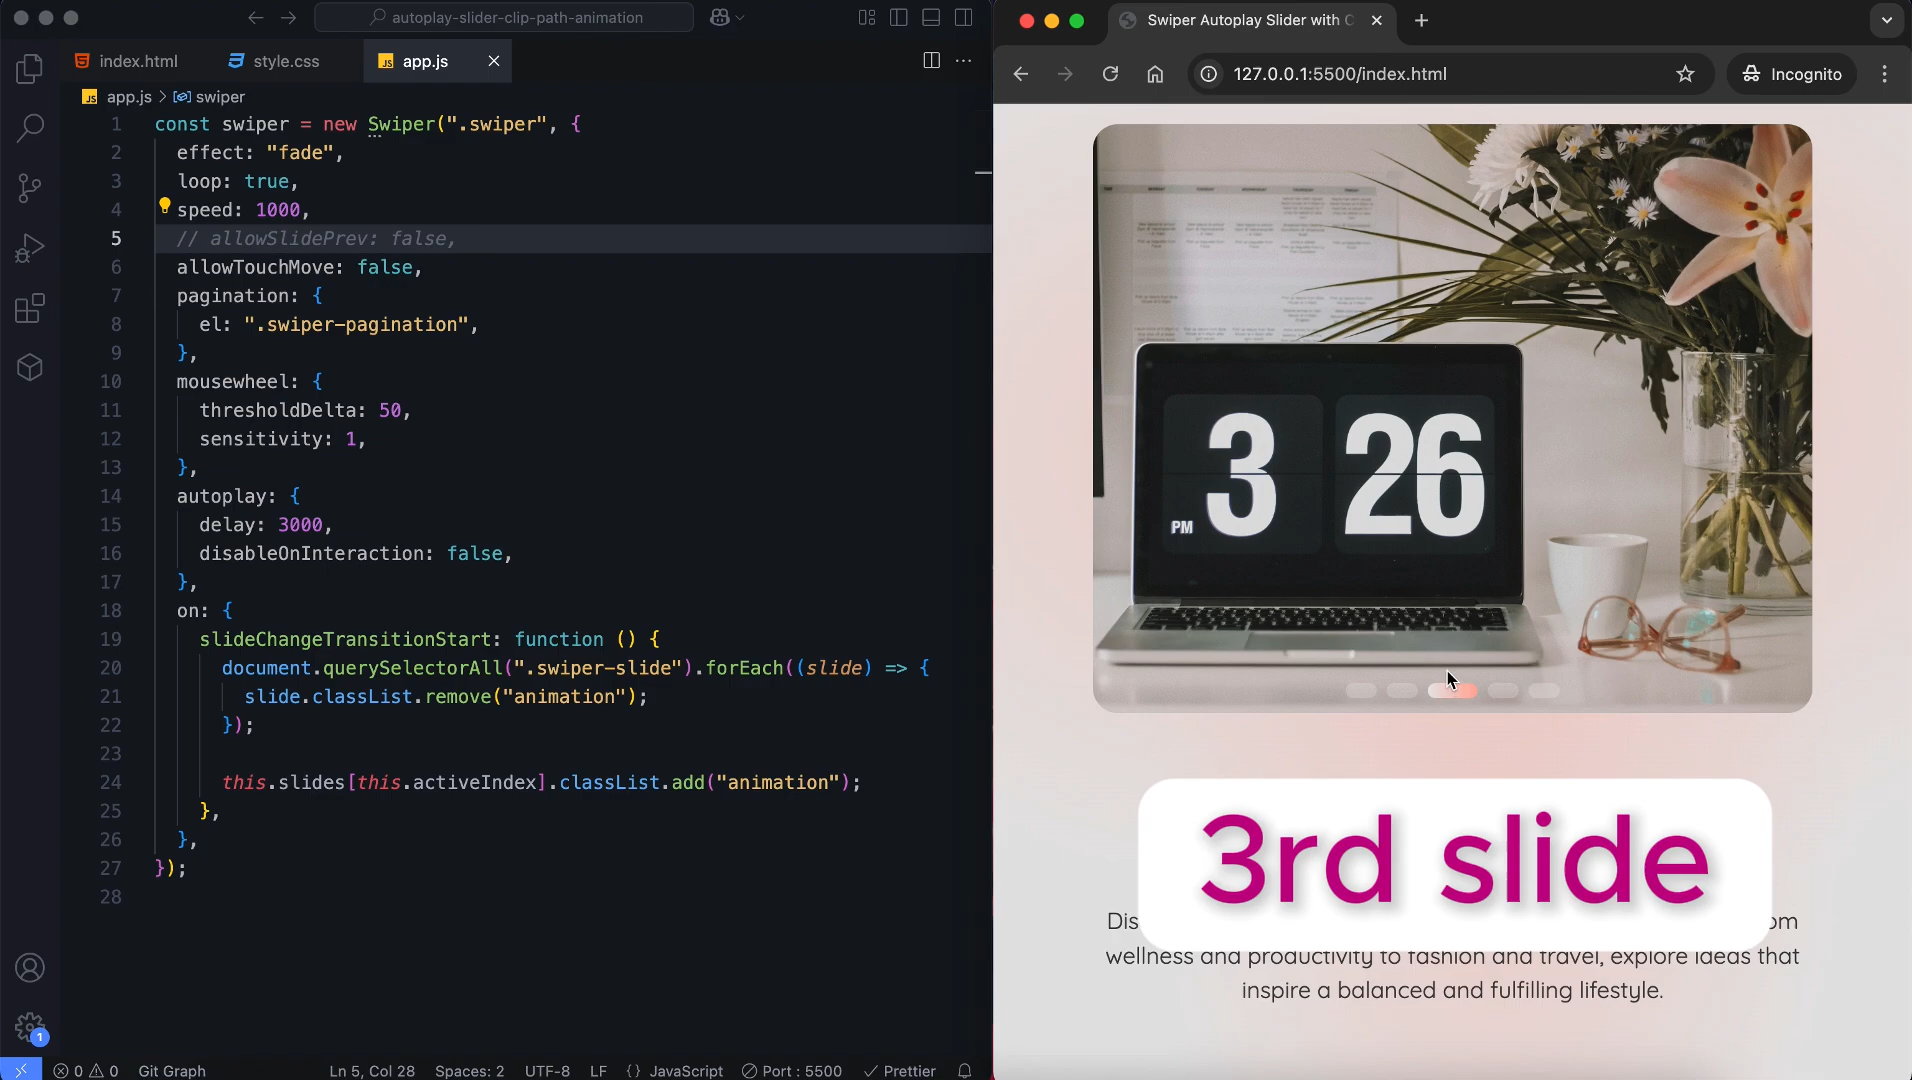 autoplay-slider-clip-path-animation
index.html
style.css
JS app.js
JS app.js > swiper
1 const swiper = new Swiper(".swiper", {
2 effect: "fade",
3 loop: true,
4 speed: 1000,
5 // allowSlidePrev: false,
6 allowTouchMove: false,
7 pagination: {
8 el: ".swiper-pagination",
9 },
10 mousewheel: {
11 thresholdDelta: 50,
12 sensitivity: 1,
13 },
14 autoplay: {
15 delay: 3000,
16 disableOnInteraction: false,
17 },
18 on: {
19 slideChangeTransitionStart: function () {
20 document.querySelectorAll(".swiper-slide").forEach((slide) => {
21 slide.classList.remove("animation");
22 });
23
24 this.slides[this.activeIndex].classList.add("animation");
25 },
26 },
27 });
28
1
0 0 Git Graph Ln 5, Col 28 Spaces: 2 UTF-8 LF {} JavaScript Port : 5500 Prettier
Swiper Autoplay Slider with C
127.0.0.1:5500/index.html
Incognito
PM 3 26
3rd slide
Dis om
wellness and productivity to fashion and travel, explore ideas that
inspire a balanced and fulfilling lifestyle.